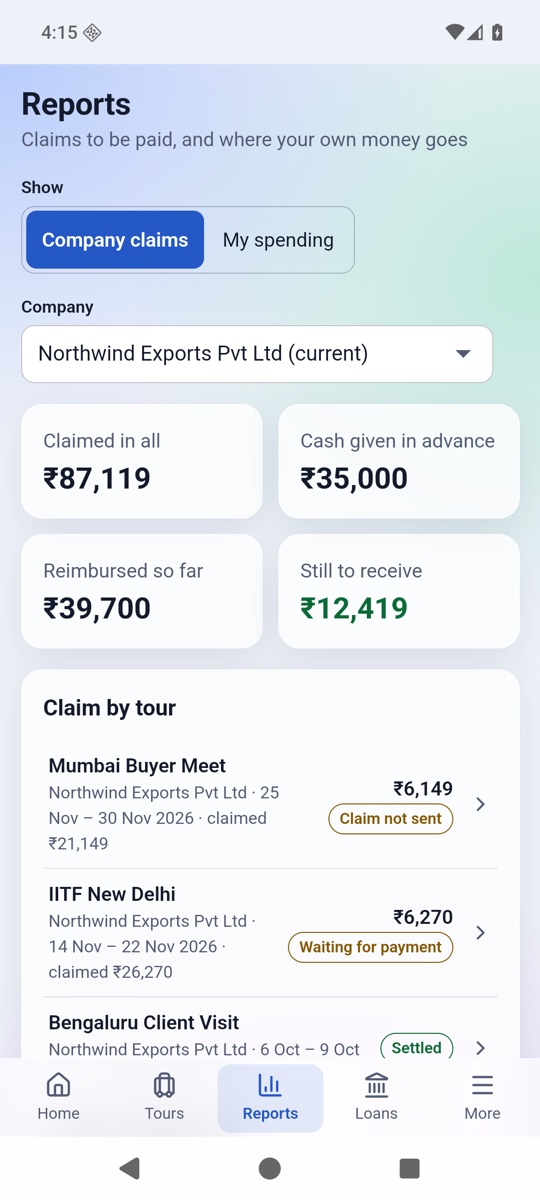 4:15
Reports
Claims to be paid, and where your own money goes
Show
Company claims
My spending
Company
Northwind Exports Pvt Ltd (current)
Claimed in all
₹87,119
Cash given in advance
₹35,000
Reimbursed so far
₹39,700
Still to receive
₹12,419
Claim by tour
Mumbai Buyer Meet
Northwind Exports Pvt Ltd · 25
Nov – 30 Nov 2026 · claimed
₹21,149
₹6,149
Claim not sent
IITF New Delhi
Northwind Exports Pvt Ltd ·
14 Nov – 22 Nov 2026 ·
claimed ₹26,270
₹6,270
Waiting for payment
Bengaluru Client Visit
Northwind Exports Pvt Ltd · 6 Oct – 9 Oct
Settled
Home
Tours
Reports
Loans
More